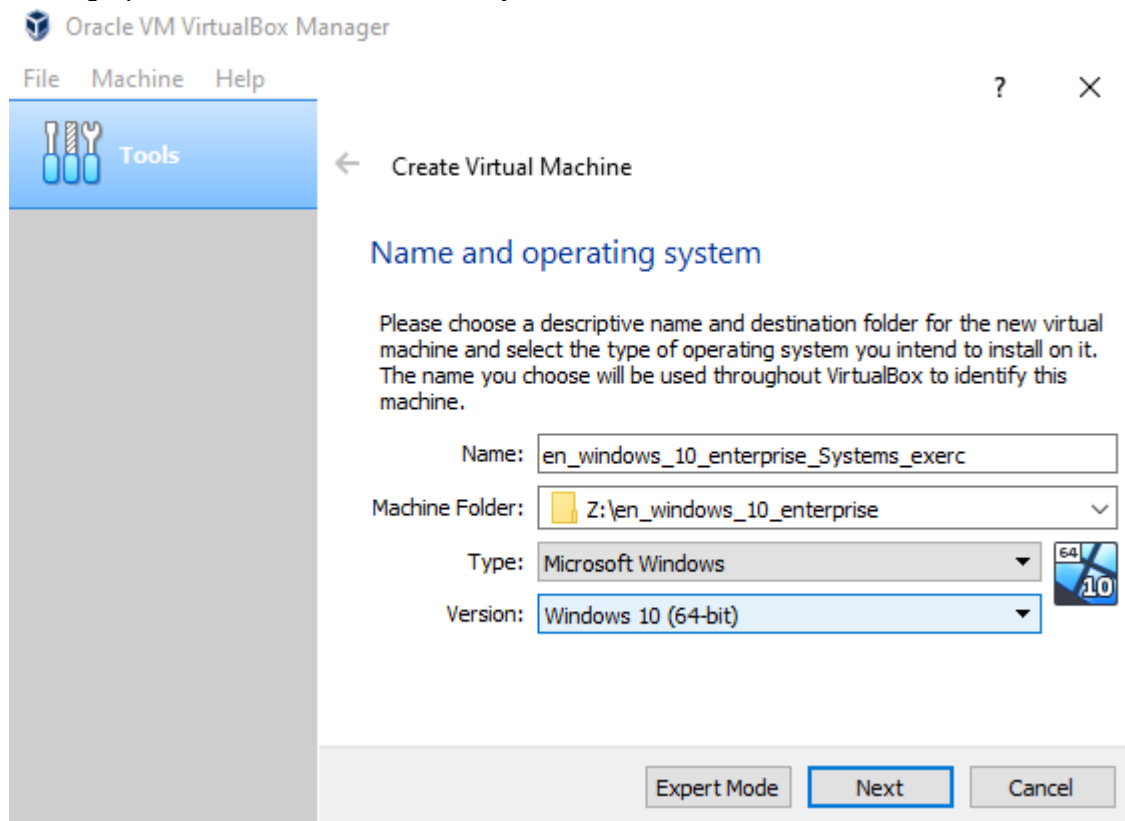 Oracle VM VirtualBox Manager
File Machine Help
? ×
Tools
← Create Virtual Machine
Name and operating system
Please choose a descriptive name and destination folder for the new virtual
machine and select the type of operating system you intend to install on it.
The name you choose will be used throughout VirtualBox to identify this
machine.
Name: en_windows_10_enterprise_Systems_exerc
Machine Folder: Z:\en_windows_10_enterprise
Type: Microsoft Windows
64
10
Version: Windows 10 (64-bit)
Expert Mode Next Cancel